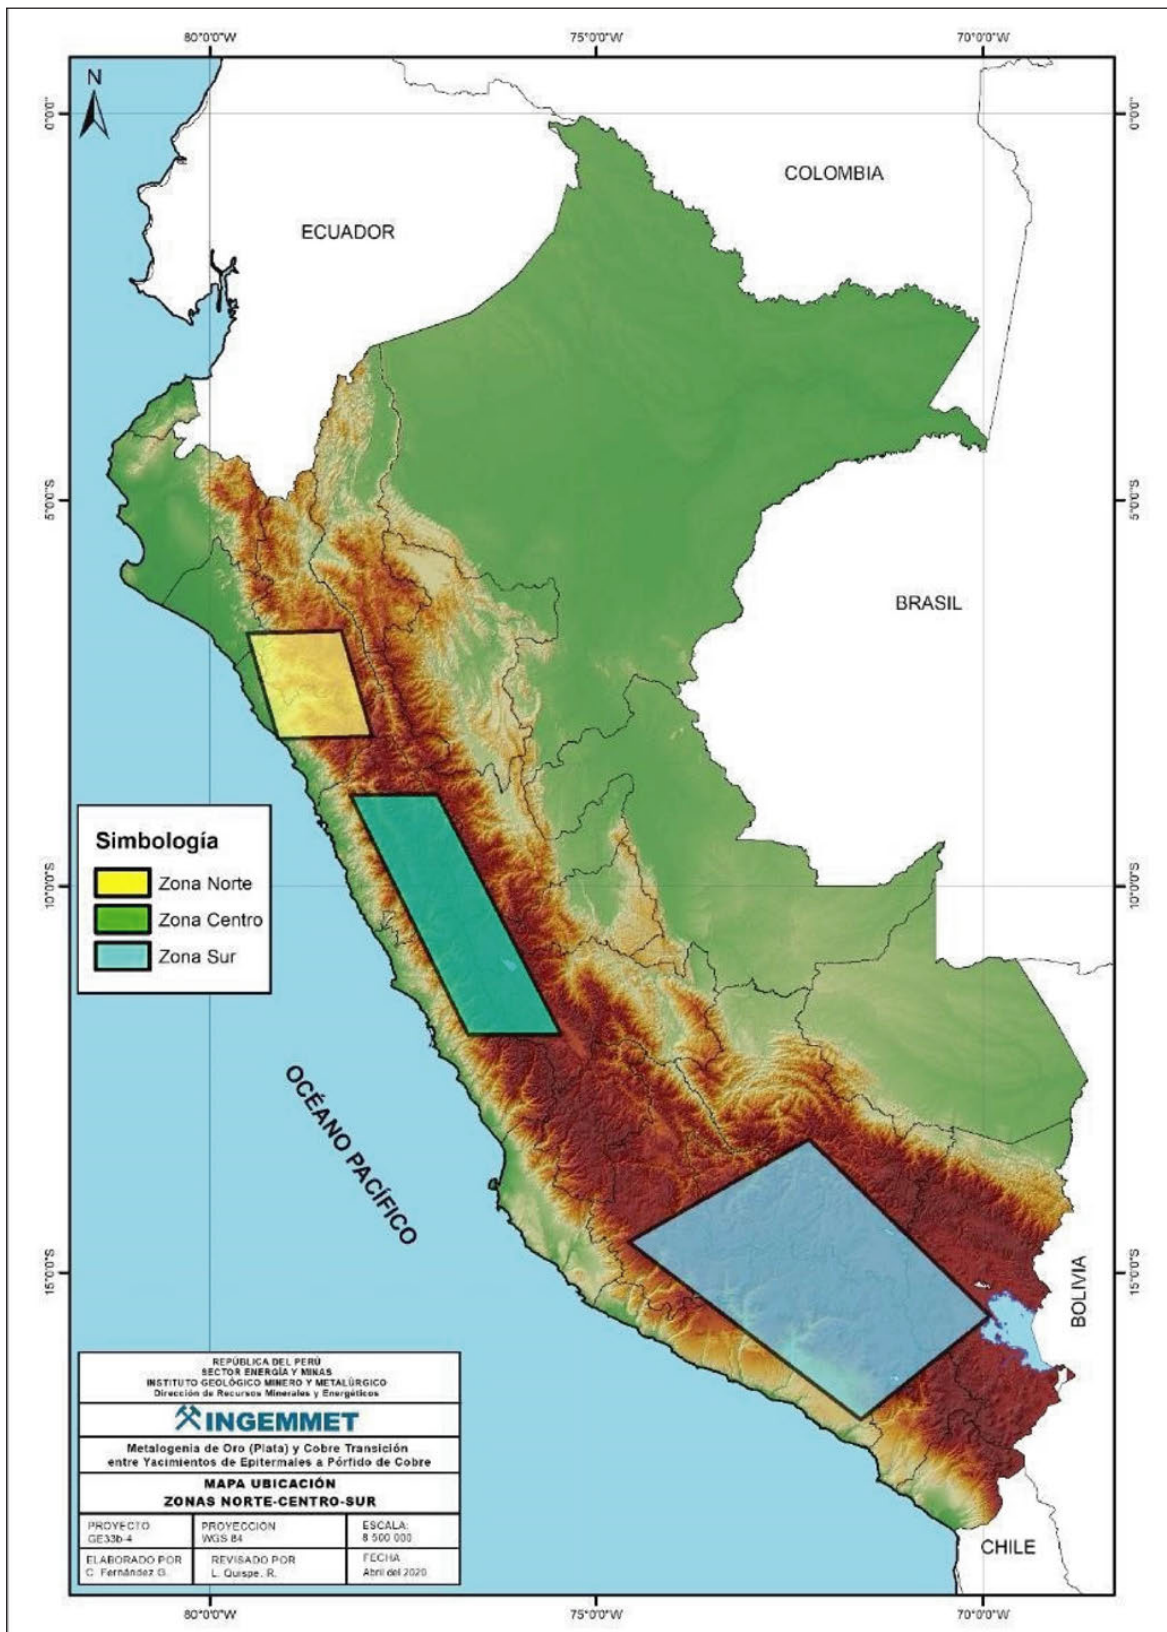 80°0'0"W 75°0'0"W 70°0'0"W
N
0°0'0" 0°0'0"
COLOMBIA
ECUADOR
5°0'0"S 5°0'0"S
BRASIL
Simbología
Zona Norte
Zona Centro
Zona Sur
10°0'0"S 10°0'0"S
OCÉANO PACÍFICO
15°0'0"S 15°0'0"S
BOLIVIA
REPÚBLICA DEL PERÚ
SECTOR ENERGÍA Y MINAS
INSTITUTO GEOLÓGICO MINERO Y METALÚRGICO
Dirección de Recursos Minerales y Energéticos
INGEMMET
Metalogenia de Oro (Plata) y Cobre Transición
entre Yacimientos de Epitermales a Pórfido de Cobre
MAPA UBICACIÓN
ZONAS NORTE-CENTRO-SUR
PROYECTO PROYECCIÓN ESCALA:
GE33b-4 WGS 84 8 500 000
ELABORADO POR REVISADO POR FECHA
C. Fernández G. L. Quispe. R. Abril del 2020
CHILE
80°0'0"W 75°0'0"W 70°0'0"W